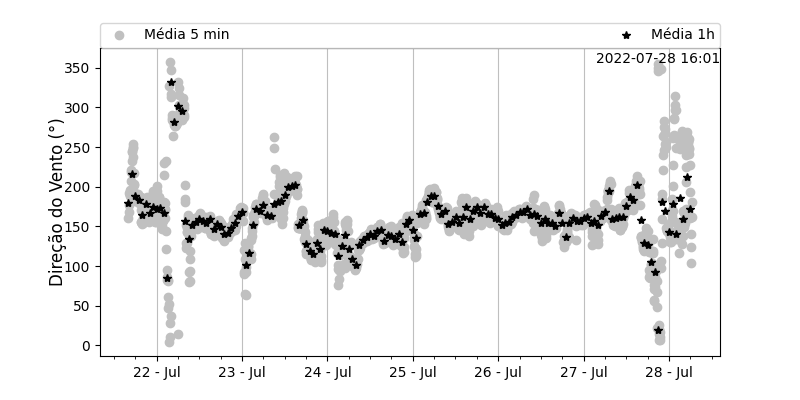 Média 5 min
Média 1h
2022-07-28 16:01
Direção do Vento (°)
350
300
250
200
150
100
50
0
22 - Jul
23 - Jul
24 - Jul
25 - Jul
26 - Jul
27 - Jul
28 - Jul